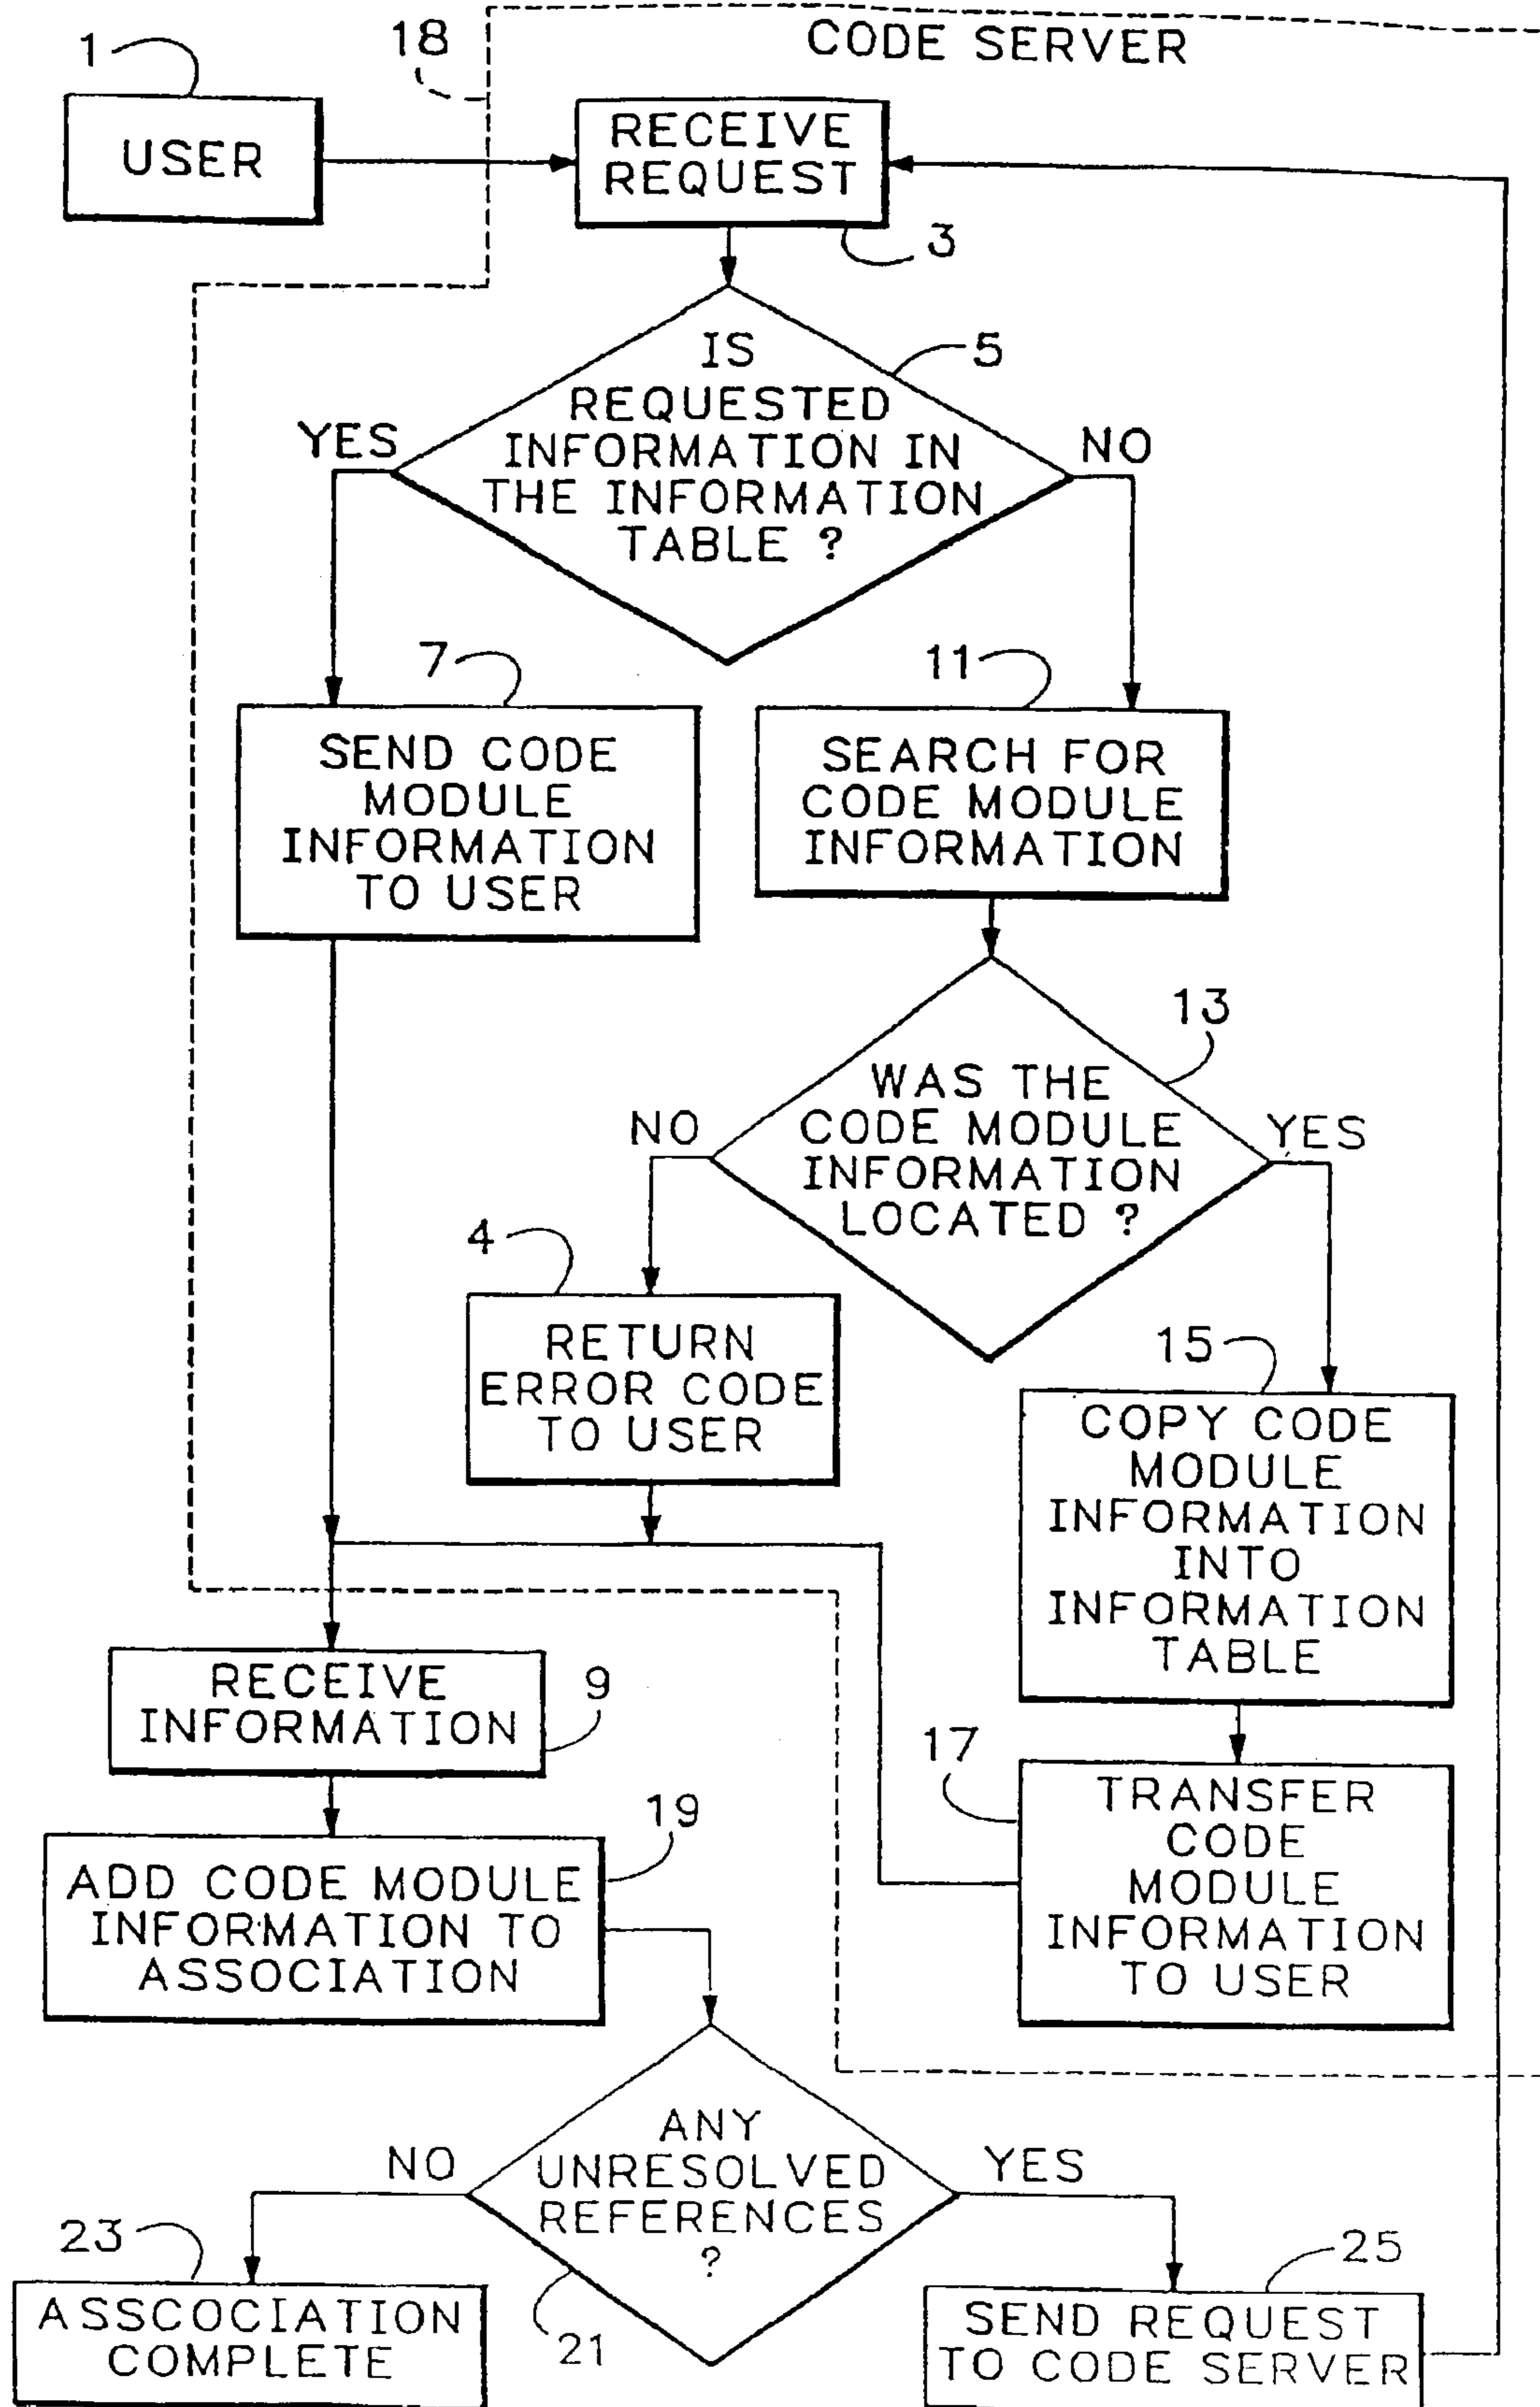 CODE SERVER
18
1
USER
RECEIVE
REQUEST
3
IS
REQUESTED
INFORMATION IN
THE INFORMATION
TABLE ?
5
YES
NO
7
SEND CODE
MODULE
INFORMATION
TO USER
11
SEARCH FOR
CODE MODULE
INFORMATION
13
WAS THE
CODE MODULE
INFORMATION
LOCATED ?
NO
YES
4
RETURN
ERROR CODE
TO USER
15
COPY CODE
MODULE
INFORMATION
INTO
INFORMATION
TABLE
RECEIVE
INFORMATION
9
17
TRANSFER
CODE
MODULE
INFORMATION
TO USER
19
ADD CODE MODULE
INFORMATION TO
ASSOCIATION
ANY
UNRESOLVED
REFERENCES
?
NO
YES
21
23
ASSCOCIATION
COMPLETE
25
SEND REQUEST
TO CODE SERVER